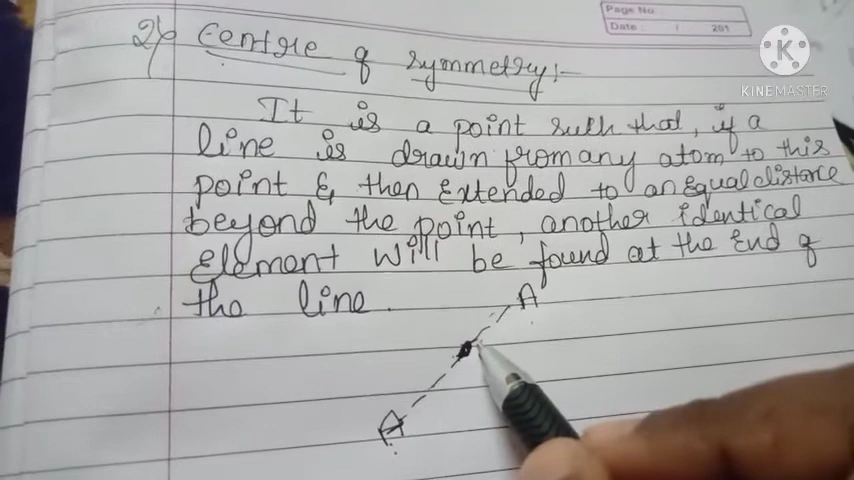 Page No
Date / 201
K
KINEMASTER
2) Centre of symmetry:-
It is a point such that, if a
line is drawn from any atom to this
point & then Extended to an Equal distance
beyond the point, another identical
Element will be found at the End of
the line.
A
A